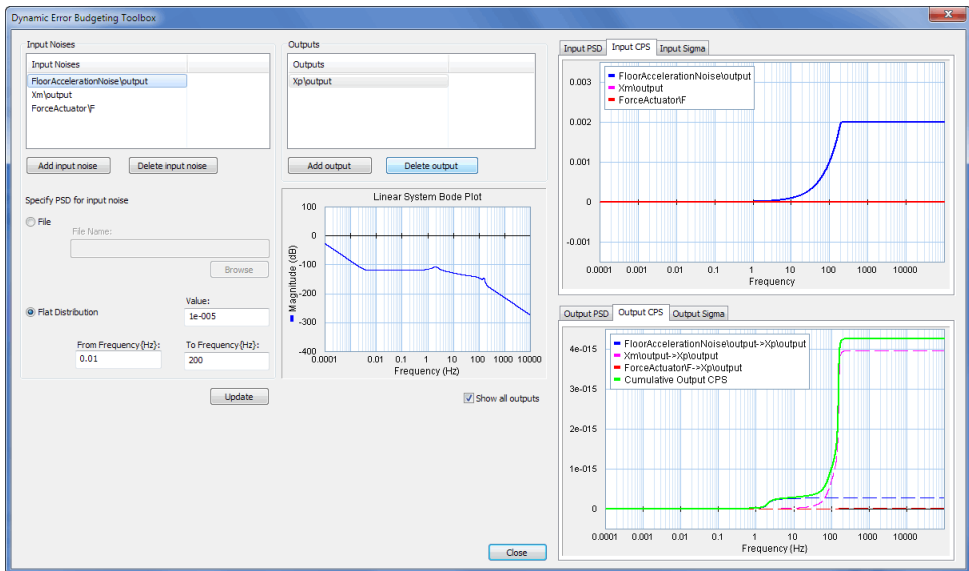 Dynamic Error Budgeting Toolbox
Input Noises
Input Noises
FloorAccelerationNoise\output
Xm\output
ForceActuator\F
Add input noise
Delete input noise
Specify PSD for input noise
File
File Name:
Browse
Flat Distribution
Value:
1e-005
From Frequency(Hz):
0.01
To Frequency(Hz):
200
Update
Outputs
Outputs
Xp\output
Add output
Delete output
Linear System Bode Plot
100
0
-100
-200
-300
-400
Magnitude (dB)
0.0001 0.01 0.1 1 10 100 1000 10000
Frequency (Hz)
Show all outputs
Close
Input PSD Input CPS Input Sigma
FloorAccelerationNoise\output
Xm\output
ForceActuator\F
0.003
0.002
0.001
0
-0.001
0.0001 0.001 0.01 0.1 1 10 100 1000 10000
Frequency
Output PSD Output CPS Output Sigma
FloorAccelerationNoise\output->Xp\output
Xm\output->Xp\output
ForceActuator\F->Xp\output
Cumulative Output CPS
4e-015
3e-015
2e-015
1e-015
0
0.0001 0.001 0.01 0.1 1 10 100 1000 10000
Frequency (Hz)